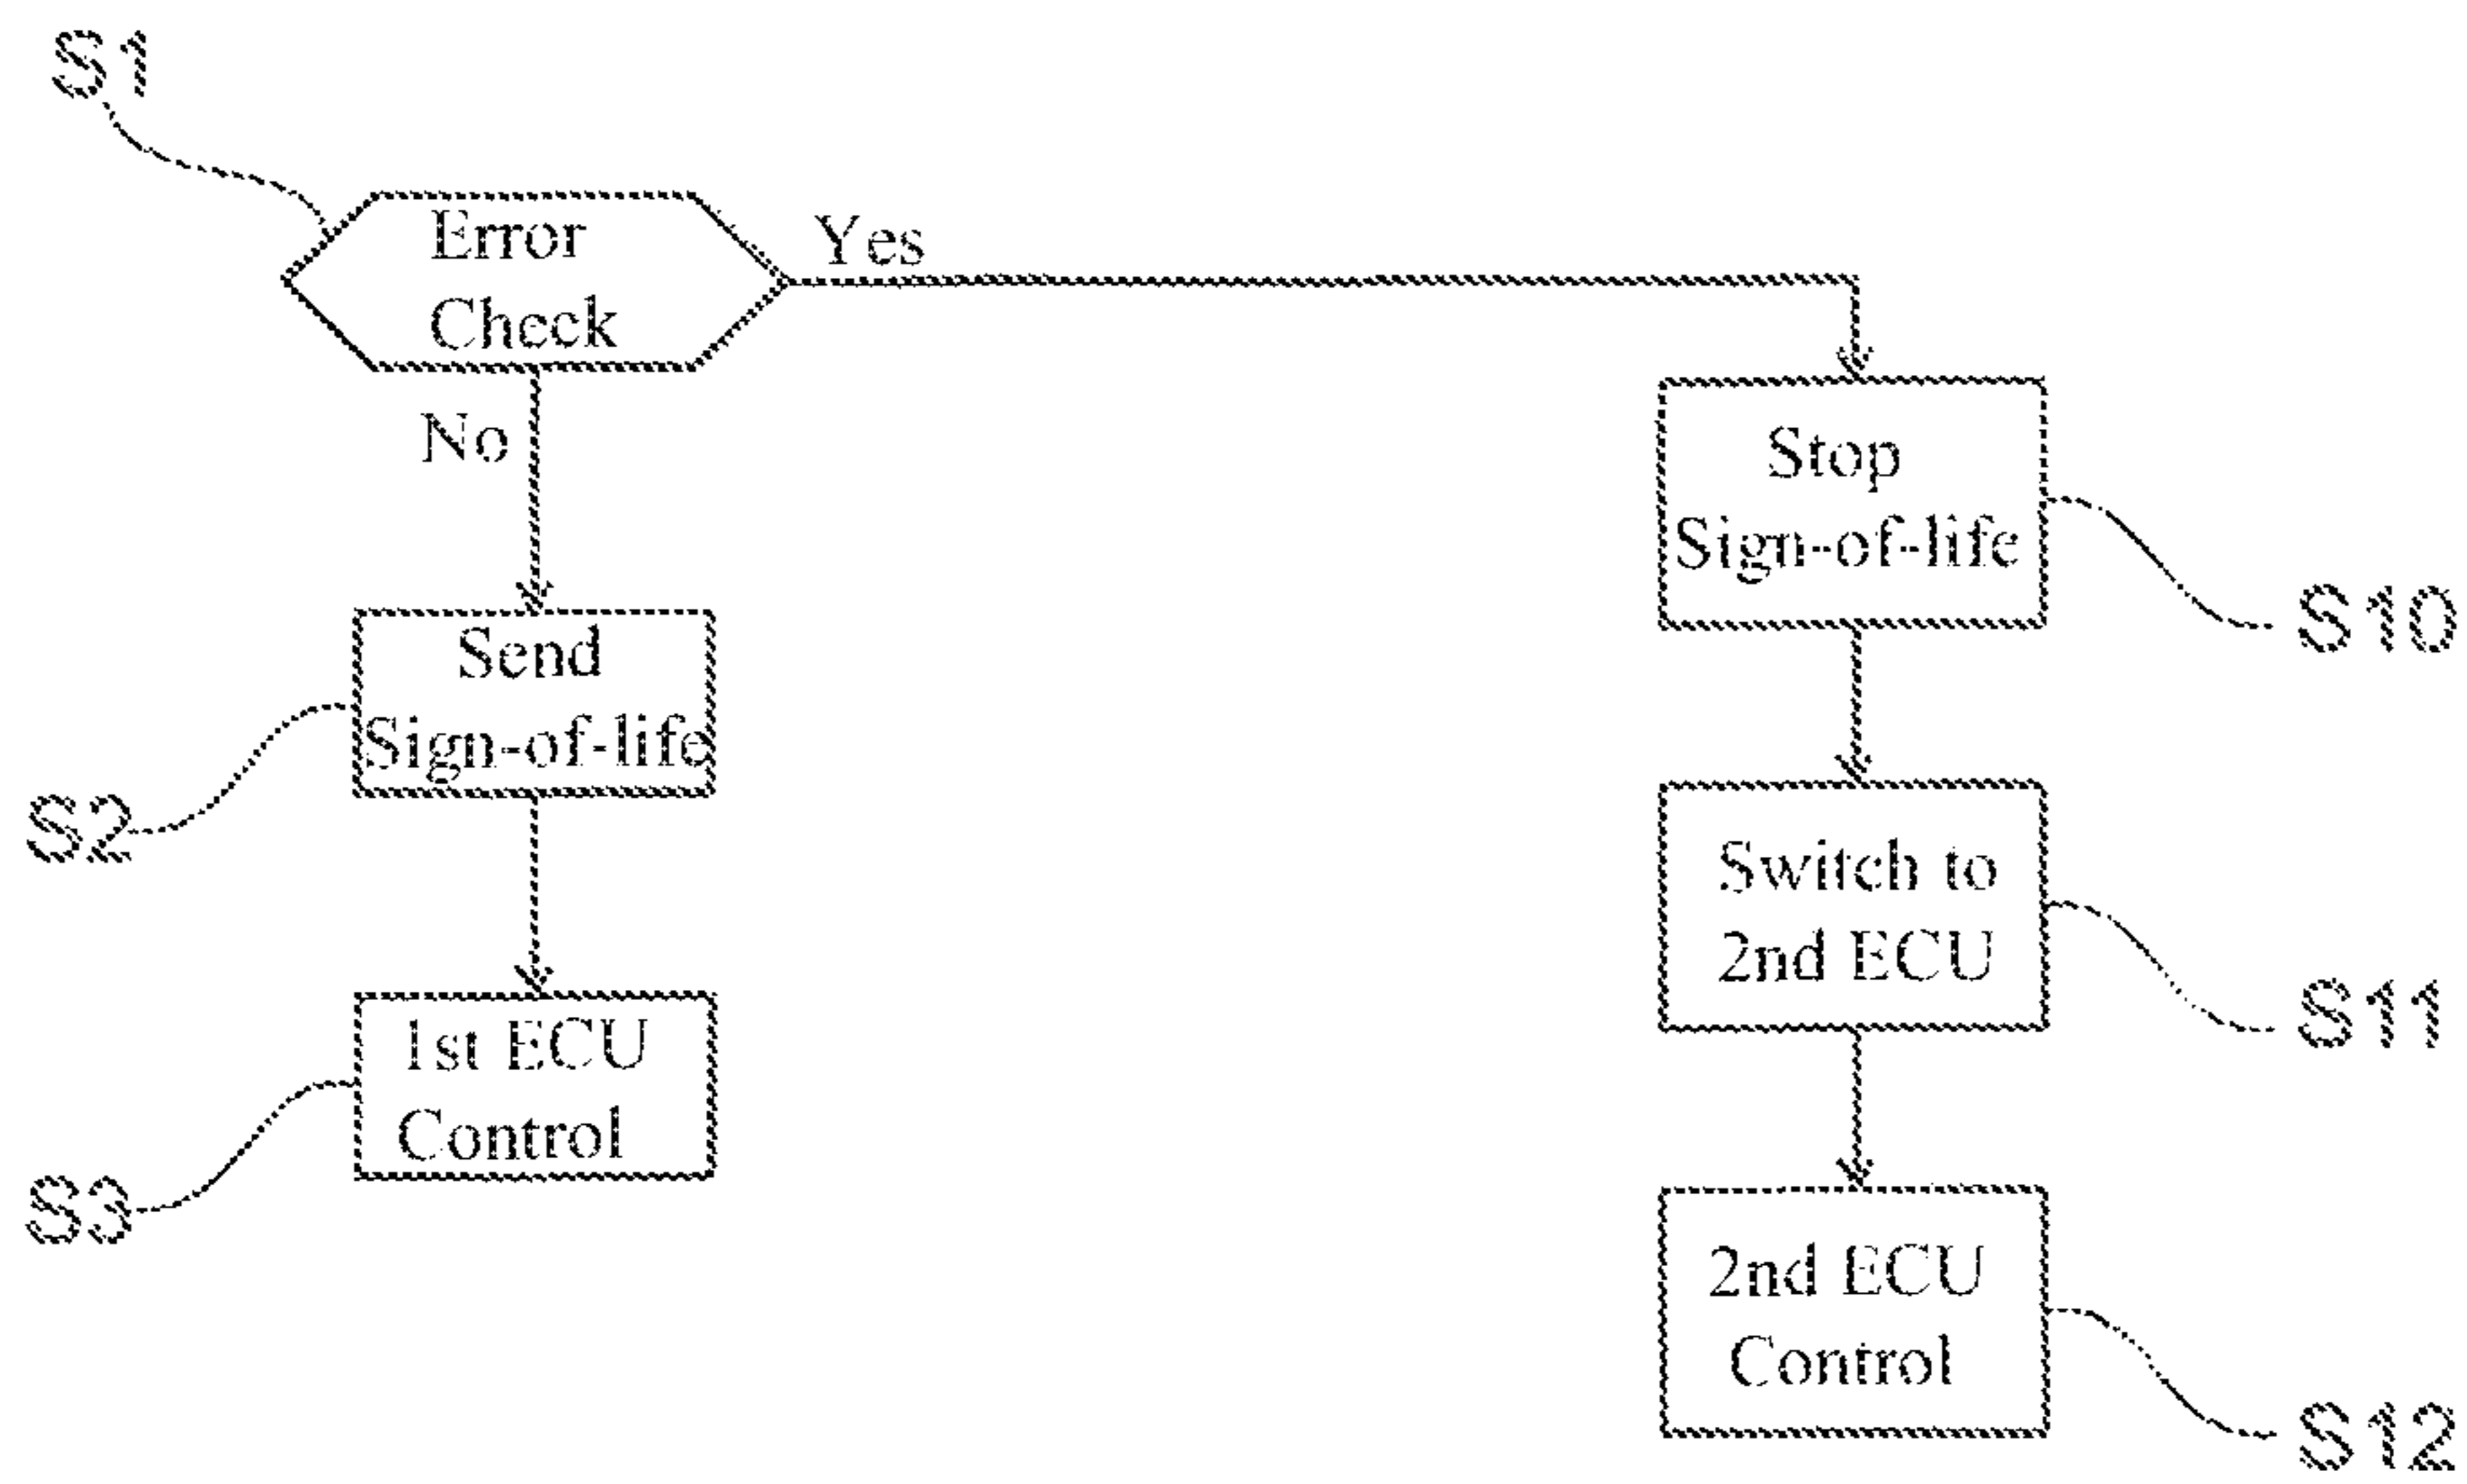 S1
Error
Check
Yes
No
Send
Sign-of-life
S2
1st ECU
Control
S3
Stop
Sign-of-life
S10
Switch to
2nd ECU
S11
2nd ECU
Control
S12